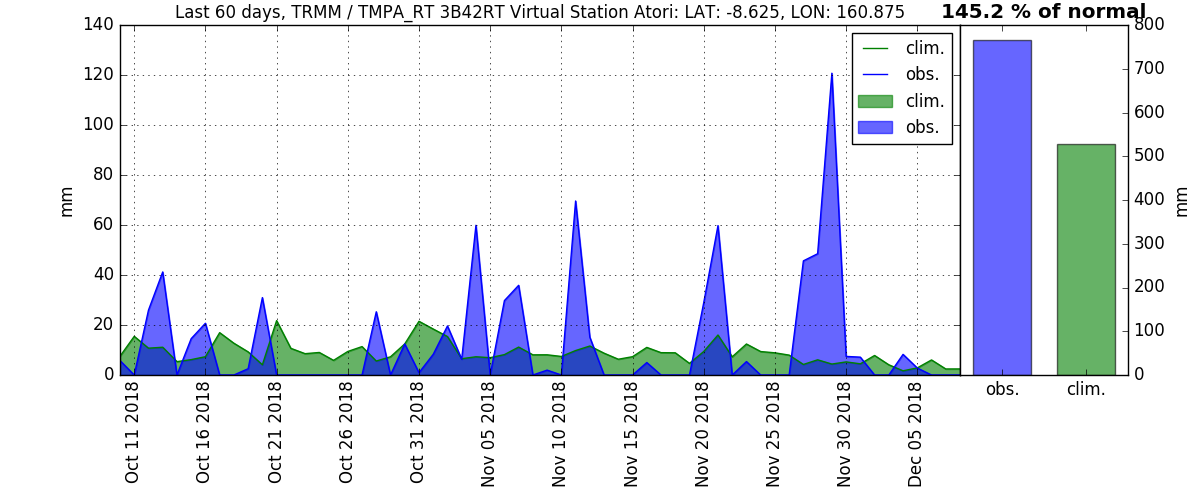 Last 60 days, TRMM / TMPA_RT 3B42RT Virtual Station Atori: LAT: -8.625, LON: 160.875
145.2 % of normal
140
120
100
80
60
40
20
0
mm
clim.
obs.
clim.
obs.
Oct 11 2018
Oct 16 2018
Oct 21 2018
Oct 26 2018
Oct 31 2018
Nov 05 2018
Nov 10 2018
Nov 15 2018
Nov 20 2018
Nov 25 2018
Nov 30 2018
Dec 05 2018
800
700
600
500
400
300
200
100
0
mm
obs.
clim.